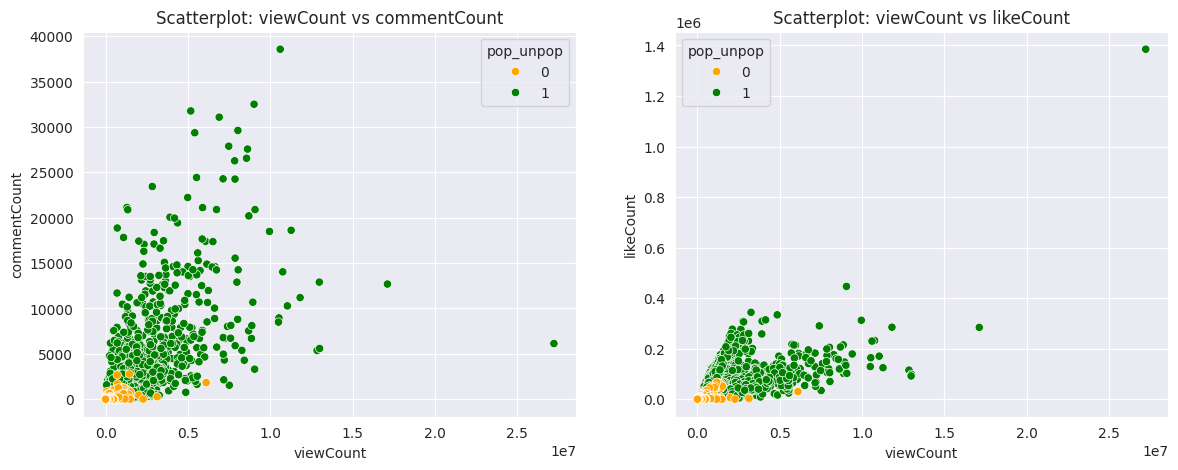 Scatterplot: viewCount vs commentCount
40000
35000
30000
25000
20000
15000
10000
5000
0
commentCount
pop_unpop
0
1
0.0 0.5 1.0 1.5 2.0 2.5
1e7
viewCount
Scatterplot: viewCount vs likeCount
1e6
1.4
1.2
1.0
0.8
0.6
0.4
0.2
0.0
likeCount
pop_unpop
0
1
0.0 0.5 1.0 1.5 2.0 2.5
1e7
viewCount